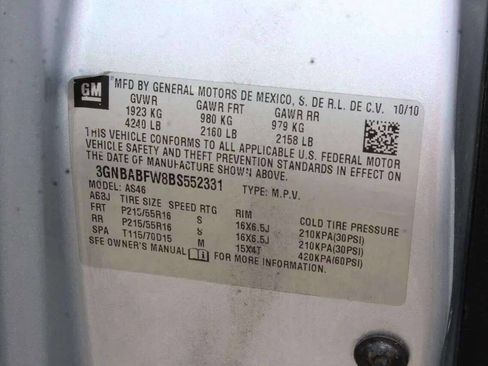 GM MFD BY GENERAL MOTORS DE MEXICO, S. DE R.L. DE C.V. 10/10
GVWR GAWR FRT GAWR RR
1923 KG 980 KG 979 KG
4240 LB 2160 LB 2158 LB
THIS VEHICLE CONFORMS TO ALL APPLICABLE U.S. FEDERAL MOTOR
VEHICLE SAFETY AND THEFT PREVENTION STANDARDS IN EFFECT ON
THE DATE OF MANUFACTURE SHOWN ABOVE.
3GNBABFW8BS552331 TYPE: M.P.V.
MODEL: AS46
A63J TIRE SIZE SPEED RTG RIM COLD TIRE PRESSURE
FRT P215/55R16 S 16X6.5J 210KPA(30PSI)
RR P215/55R16 S 16X6.5J 210KPA(30PSI)
SPA T115/70D15 M 15X4T 420KPA(60PSI)
SEE OWNER'S MANUAL FOR MORE INFORMATION.